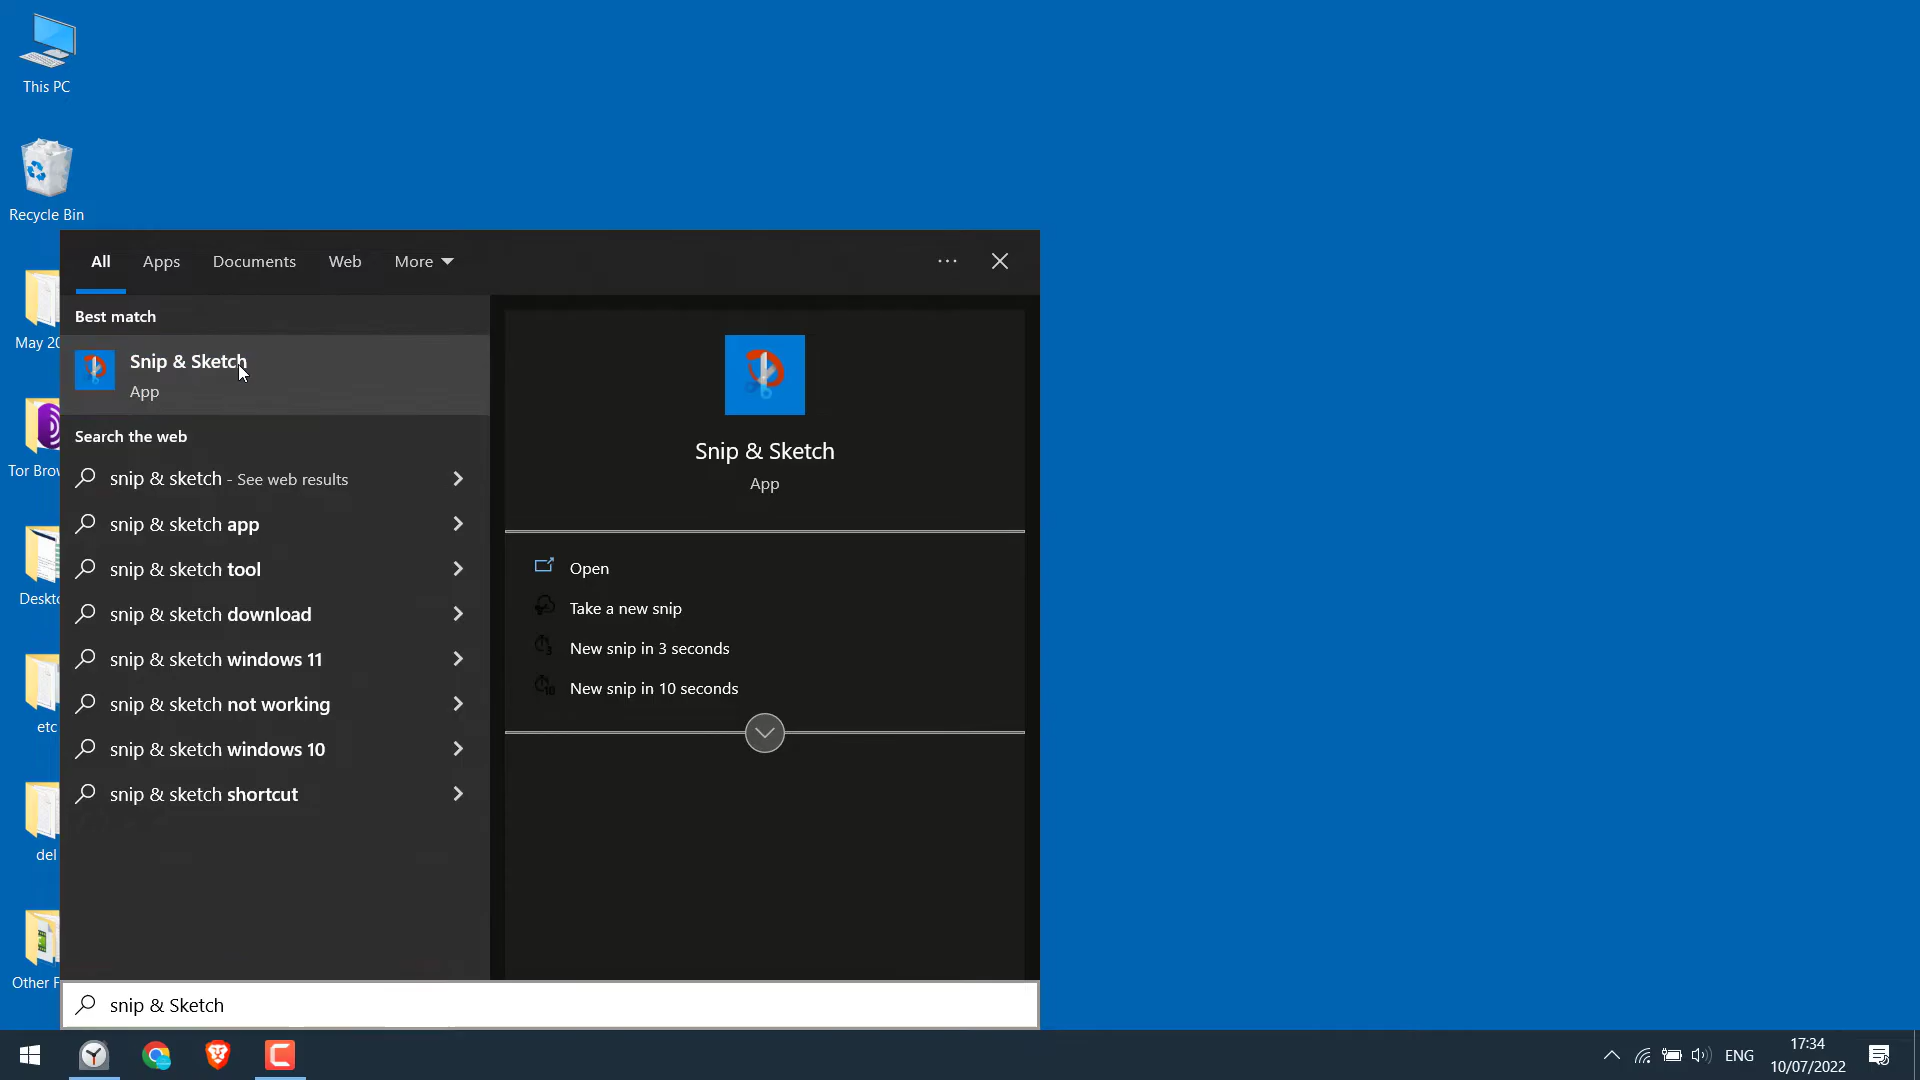 This PC
Recycle Bin
May 20
Tor Brow
Deskto
etc
del
Other F
All Apps Documents Web More
Best match
Snip & Sketch
App
Search the web
snip & sketch - See web results
snip & sketch app
snip & sketch tool
snip & sketch download
snip & sketch windows 11
snip & sketch not working
snip & sketch windows 10
snip & sketch shortcut
Snip & Sketch
App
Open
Take a new snip
New snip in 3 seconds
New snip in 10 seconds
snip & Sketch
ENG
17:34
10/07/2022